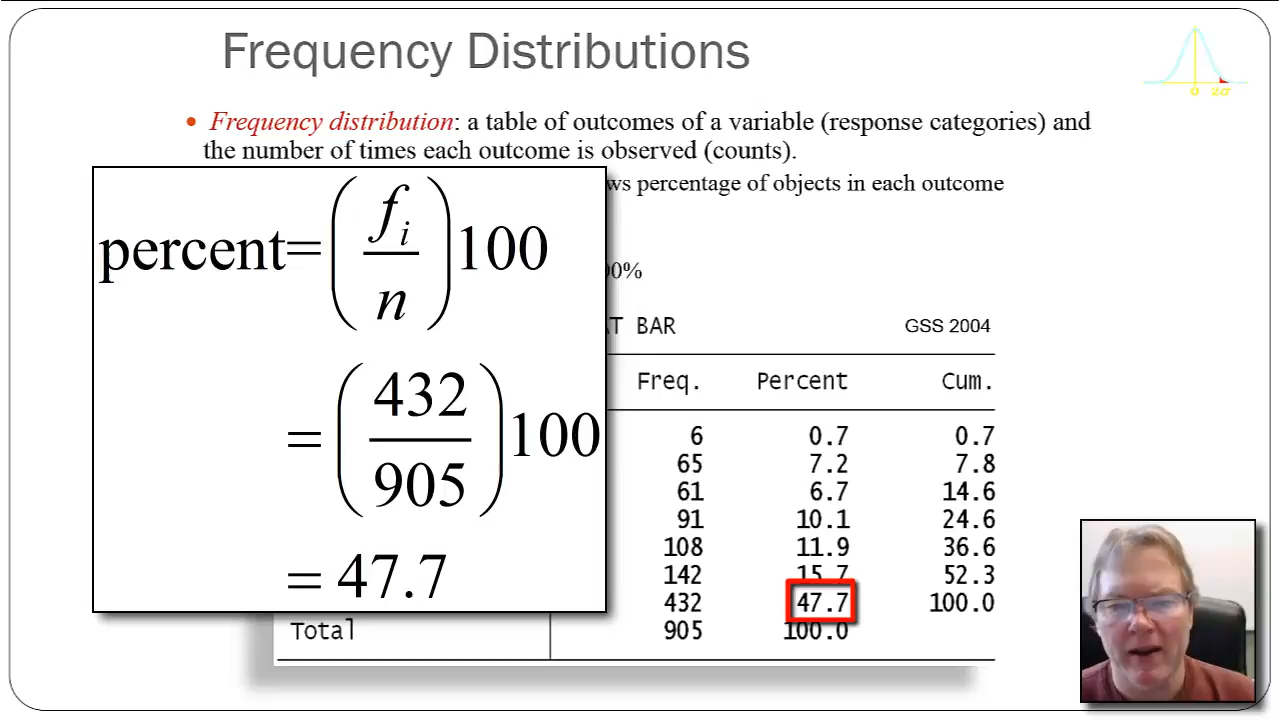 Frequency Distributions
0 2σ
• Frequency distribution: a table of outcomes of a variable (response categories) and
the number of times each outcome is observed (counts).
percentage of objects in each outcome
percent=(fi/n)100
=(432/905)100
= 47.7
00%
BAR GSS 2004
Freq. Percent Cum.
6 0.7 0.7
65 7.2 7.8
61 6.7 14.6
91 10.1 24.6
108 11.9 36.6
142 15.7 52.3
432 47.7 100.0
Total 905 100.0